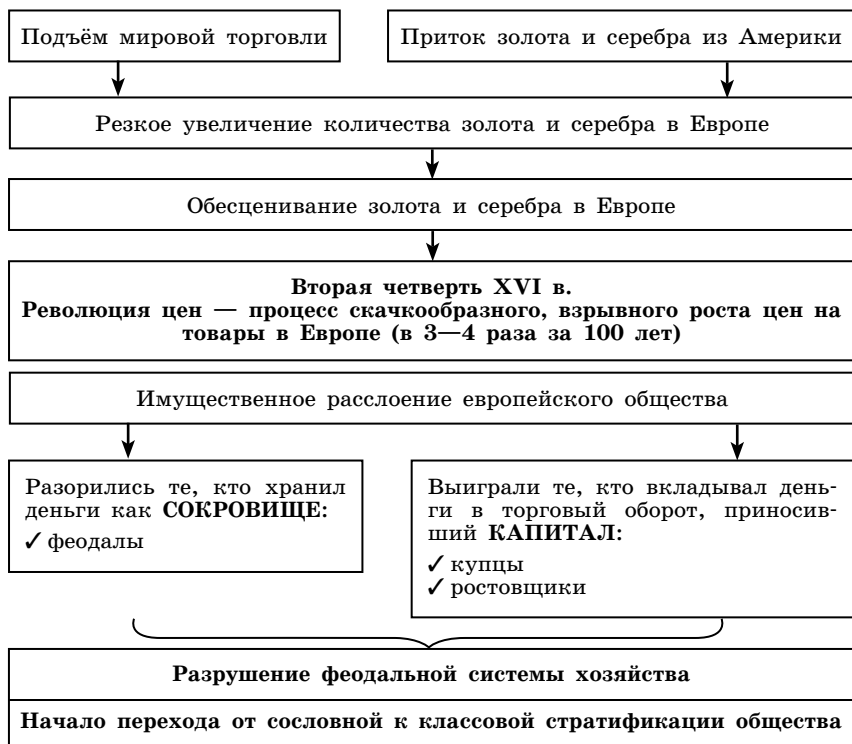 Подъём мировой торговли
Приток золота и серебра из Америки
Резкое увеличение количества золота и серебра в Европе
Обесценивание золота и серебра в Европе
Вторая четверть XVI в.
Революция цен — процесс скачкообразного, взрывного роста цен на
товары в Европе (в 3—4 раза за 100 лет)
Имущественное расслоение европейского общества
Разорились те, кто хранил
деньги как СОКРОВИЩЕ:
✓ феодалы
Выиграли те, кто вкладывал день-
ги в торговый оборот, приносив-
ший КАПИТАЛ:
✓ купцы
✓ ростовщики
Разрушение феодальной системы хозяйства
Начало перехода от сословной к классовой стратификации общества